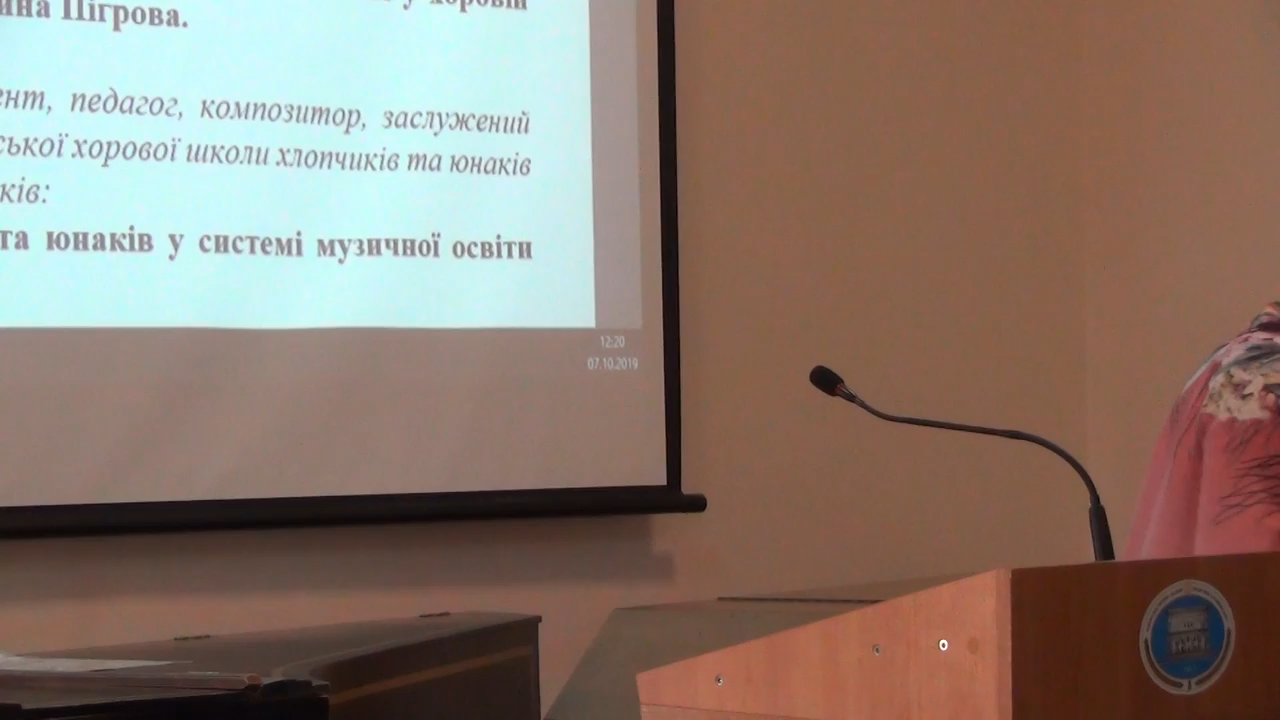 у хоровій
ина Пігрова.
ент, педагог, композитор, заслужений
ської хорової школи хлопчиків та юнаків
ків:
та юнаків у системі музичної освіти
12:20
07.10.2019